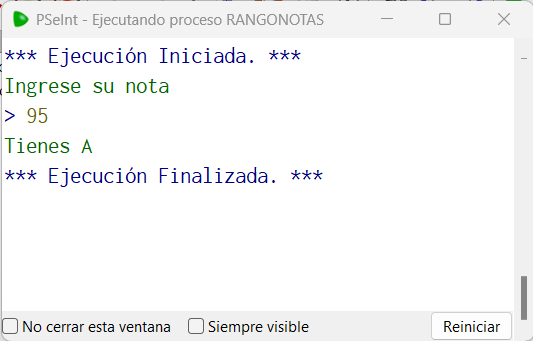 PSeInt - Ejecutando proceso RANGONOTAS
*** Ejecución Iniciada. ***
Ingrese su nota
> 95
Tienes A
*** Ejecución Finalizada. ***
No cerrar esta ventana Siempre visible Reiniciar